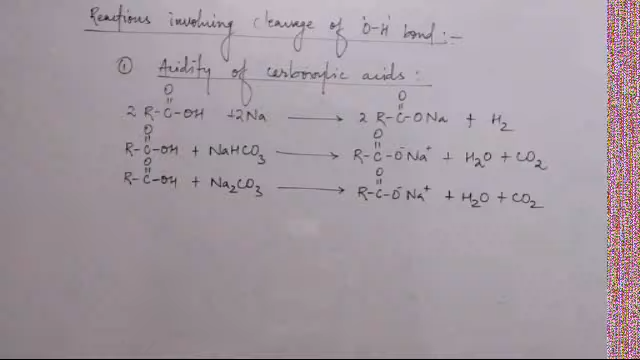 Reactions involving cleavage of 'O-H' bond:-
① Acidity of carboxylic acids:
O O
2 R-C-OH +2Na → 2 R-C-ONa + H₂
O O
R-C-OH + NaHCO₃ → R-C-O⁻Na⁺ + H₂O + CO₂
O O
R-C-OH + Na₂CO₃ → R-C-O⁻Na⁺ + H₂O + CO₂